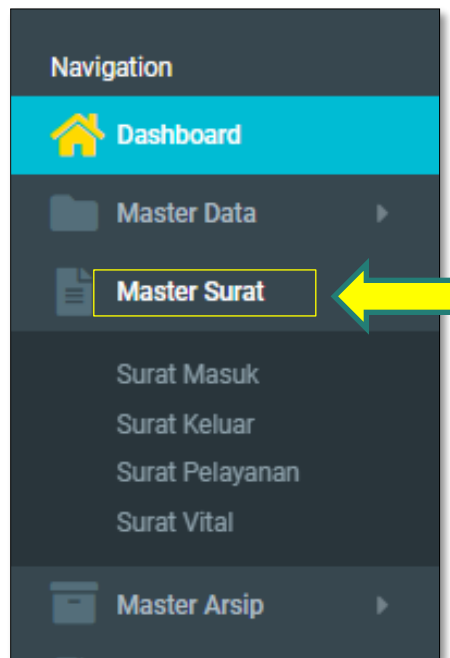 Navigation
Dashboard
Master Data
Master Surat
Surat Masuk
Surat Keluar
Surat Pelayanan
Surat Vital
Master Arsip